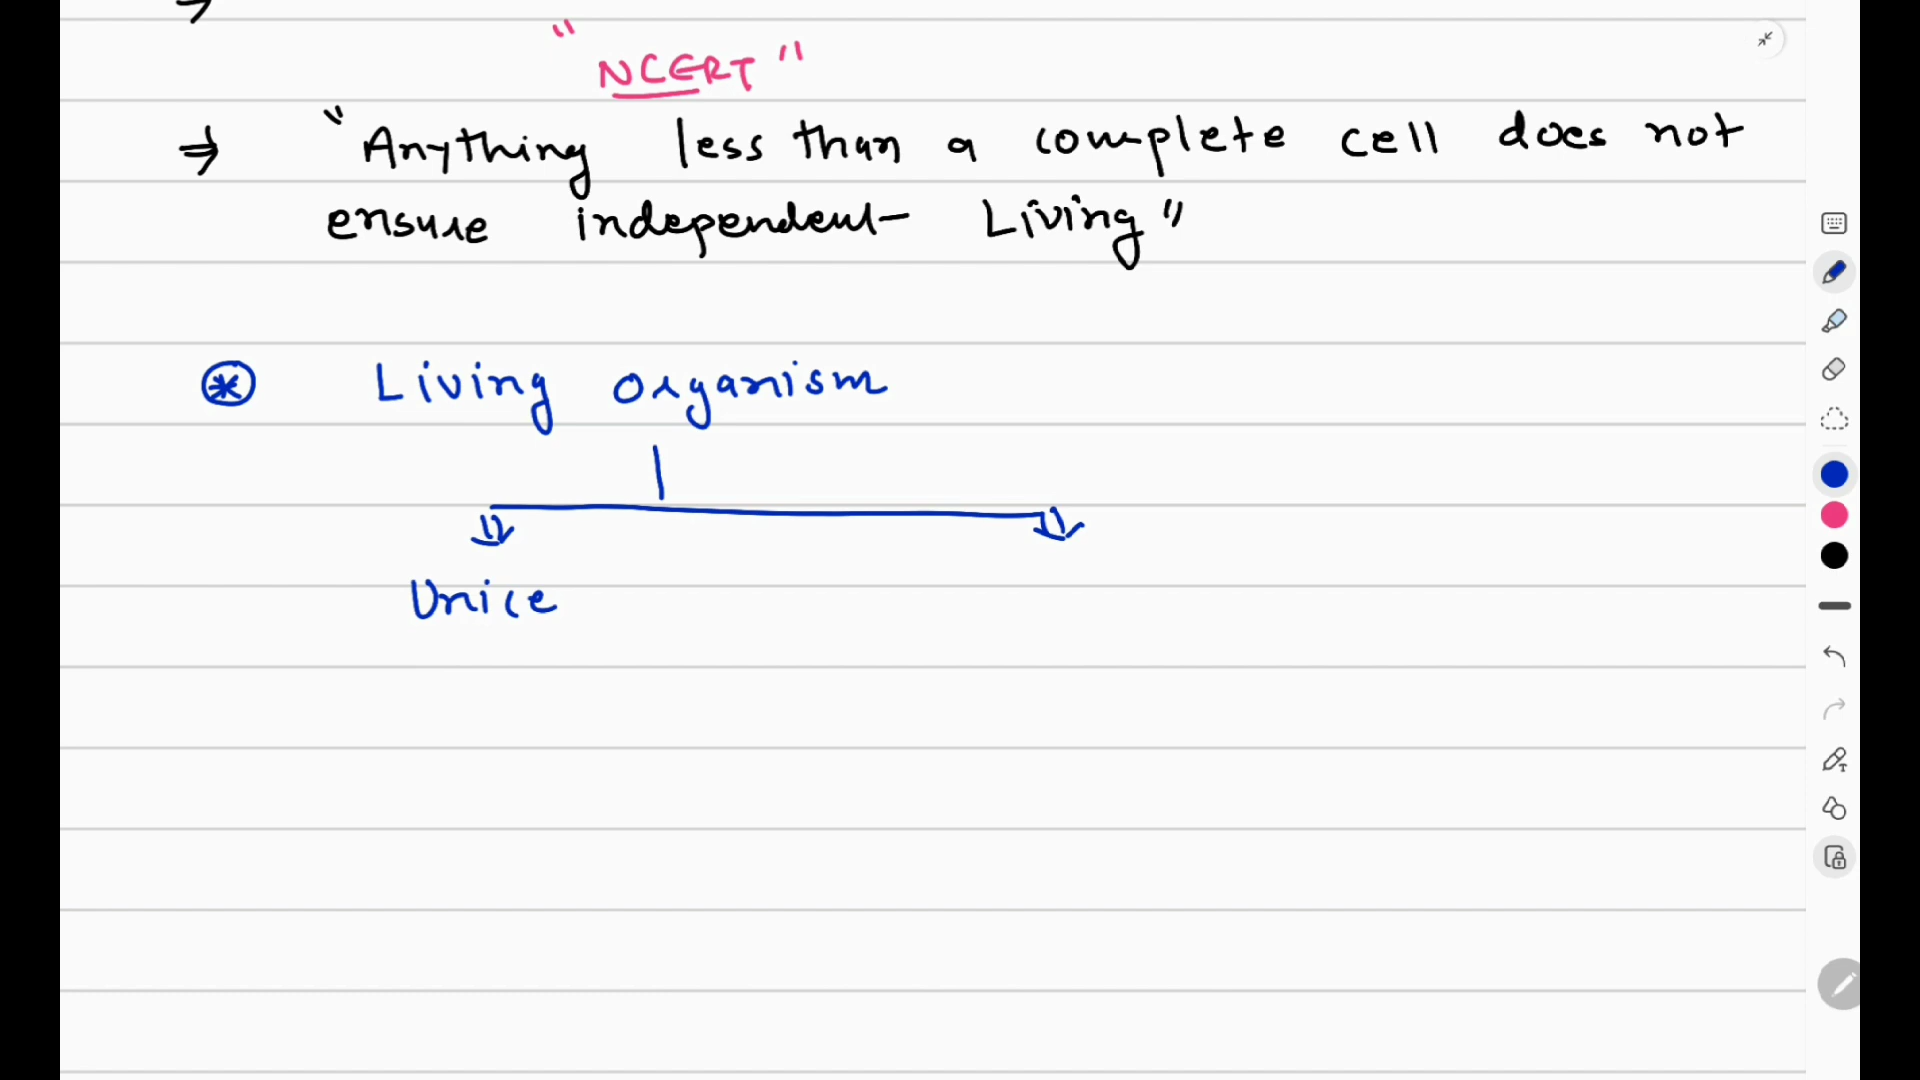 "NCERT"
⇒ "Anything less than a complete cell does not
ensure independent Living"
⊛ Living organism
Unice